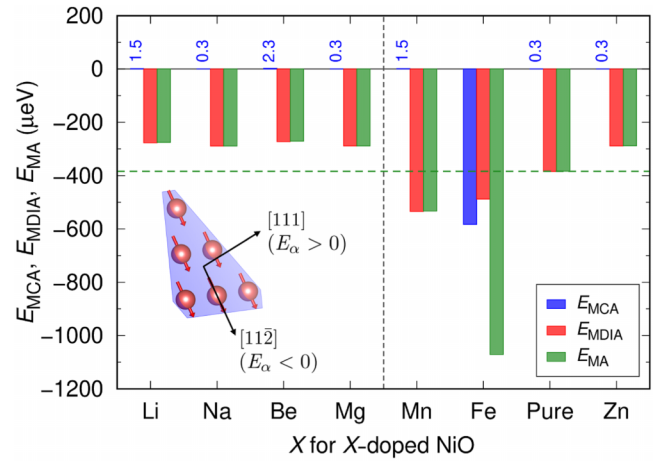 200
0
−200
−400
−600
−800
−1000
−1200
E_MCA, E_MDIA, E_MA (μeV)
1.5
0.3
2.3
0.3
1.5
0.3
0.3
[111]
(E_α > 0)
[112̄]
(E_α < 0)
E_MCA
E_MDIA
E_MA
Li Na Be Mg Mn Fe Pure Zn
X for X-doped NiO